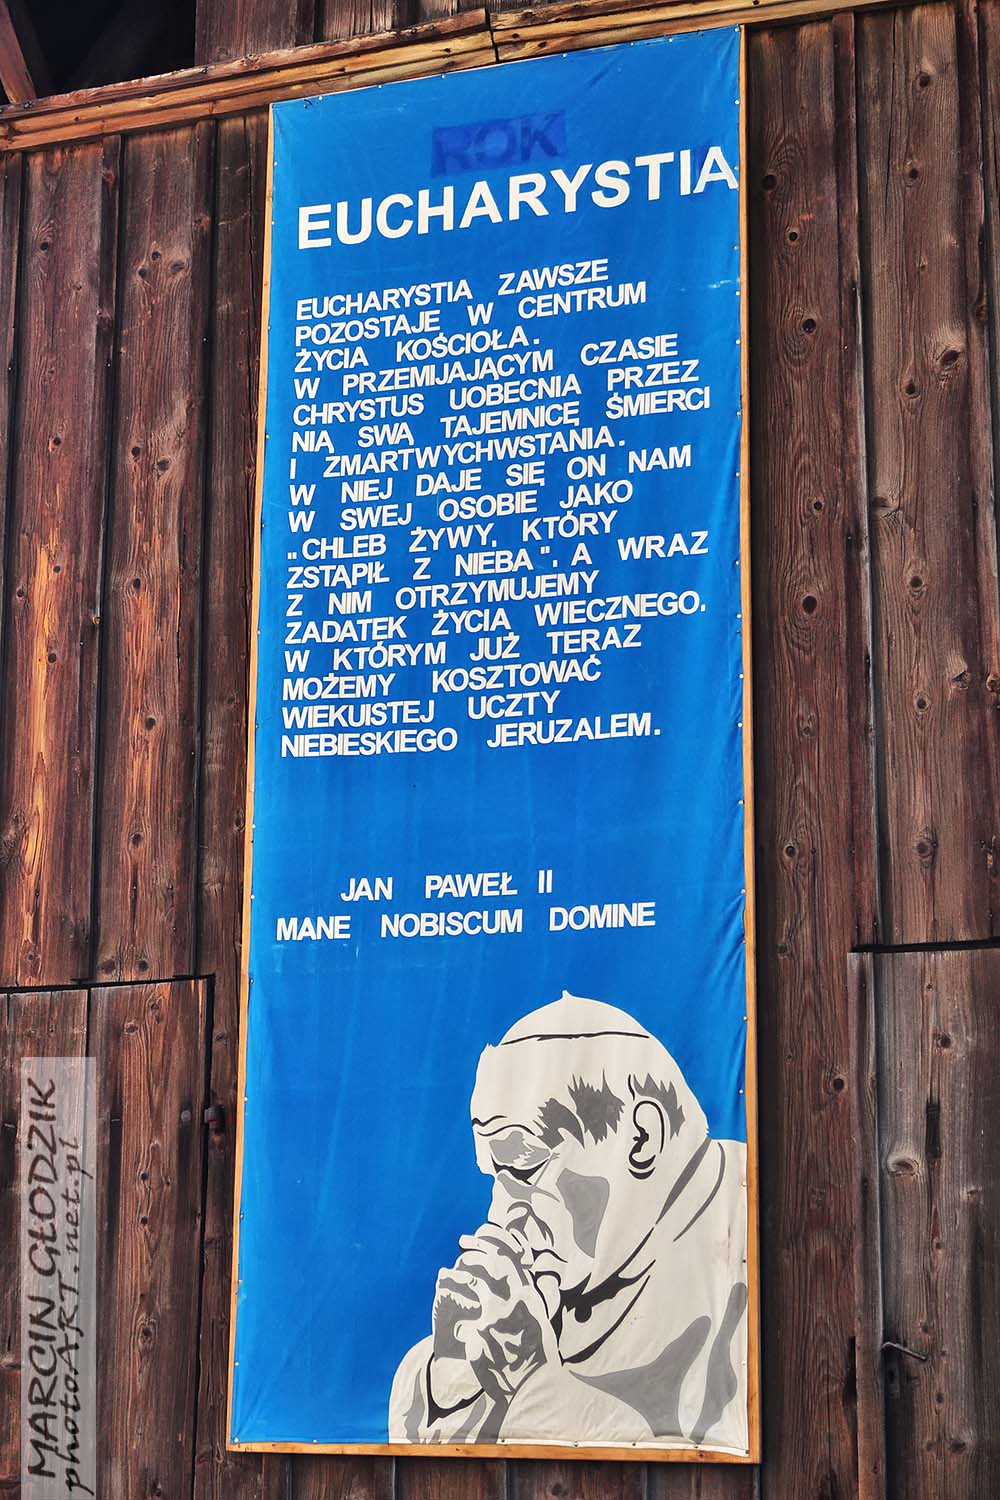 ROK
EUCHARYSTIA
EUCHARYSTIA ZAWSZE
POZOSTAJE W CENTRUM
ŻYCIA KOŚCIOŁA.
W PRZEMIJAJĄCYM CZASIE
CHRYSTUS UOBECNIA PRZEZ
NIĄ SWĄ TAJEMNICĘ ŚMIERCI
I ZMARTWYCHWSTANIA.
W NIEJ DAJE SIĘ ON NAM
W SWEJ OSOBIE JAKO
„CHLEB ŻYWY, KTÓRY
ZSTĄPIŁ Z NIEBA". A WRAZ
Z NIM OTRZYMUJEMY
ZADATEK ŻYCIA WIECZNEGO.
W KTÓRYM JUŻ TERAZ
MOŻEMY KOSZTOWAĆ
WIEKUISTEJ UCZTY
NIEBIESKIEGO JERUZALEM.
JAN PAWEŁ II
MANE NOBISCUM DOMINE
MARCIN GŁODZIK
photoART.net.pl